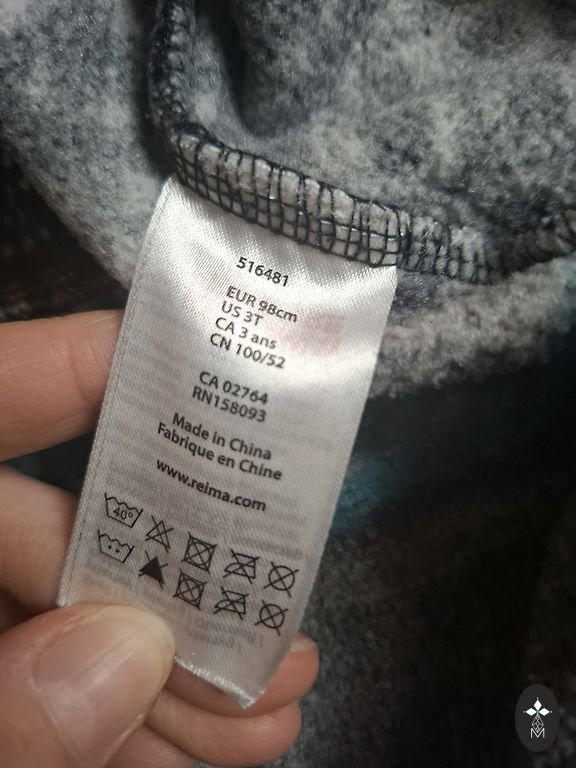 516481
EUR 98cm
US 3T
CA 3 ans
CN 100/52
CA 02764
RN158093
Made in China
Fabrique en Chine
www.reima.com
40°
M